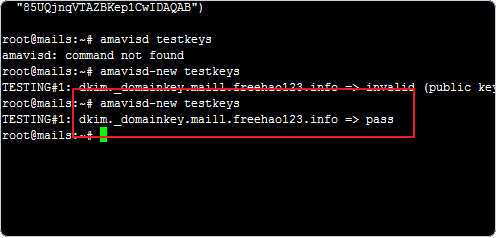 "85UQjnqVTAZBKep1CwIDAQAB")
root@mails:~# amavisd testkeys
amavisd: command not found
root@mails:~# amavisd-new testkeys
TESTING#1: dkim._domainkey.maill.freehao123.info => invalid (public key
root@mails:~# amavisd-new testkeys
TESTING#1: dkim._domainkey.maill.freehao123.info => pass
root@mails:~#